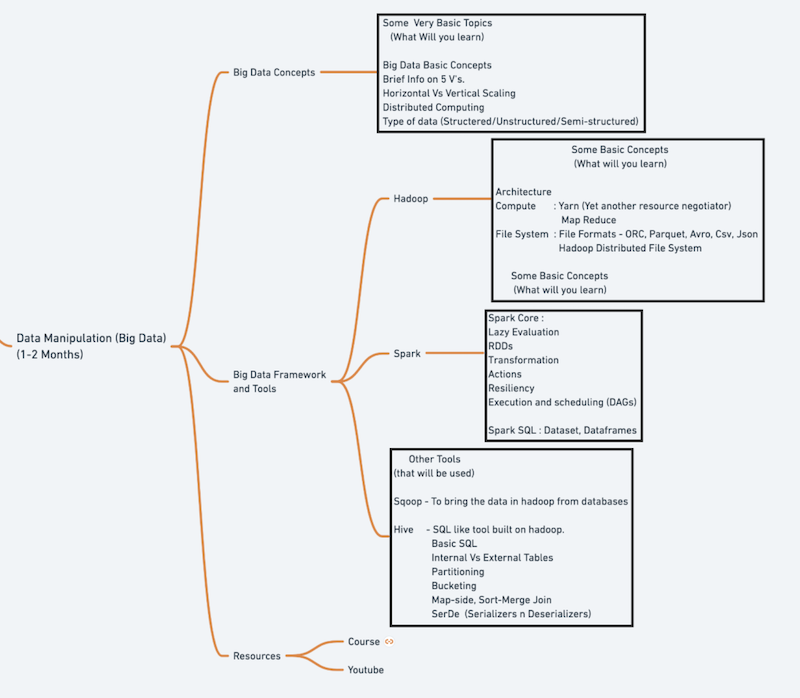 Data Manipulation (Big Data)
(1-2 Months)
Big Data Concepts
Some Very Basic Topics
(What Will you learn)
Big Data Basic Concepts
Brief Info on 5 V's.
Horizontal Vs Vertical Scaling
Distributed Computing
Type of data (Structered/Unstructured/Semi-structured)
Big Data Framework
and Tools
Hadoop
Some Basic Concepts
(What will you learn)
Architecture
Compute : Yarn (Yet another resource negotiator)
Map Reduce
File System : File Formats - ORC, Parquet, Avro, Csv, Json
Hadoop Distributed File System
Some Basic Concepts
(What will you learn)
Spark
Spark Core :
Lazy Evaluation
RDDs
Transformation
Actions
Resiliency
Execution and scheduling (DAGs)
Spark SQL : Dataset, Dataframes
Other Tools
(that will be used)
Sqoop - To bring the data in hadoop from databases
Hive - SQL like tool built on hadoop.
Basic SQL
Internal Vs External Tables
Partitioning
Bucketing
Map-side, Sort-Merge Join
SerDe (Serializers n Deserializers)
Resources
Course
Youtube